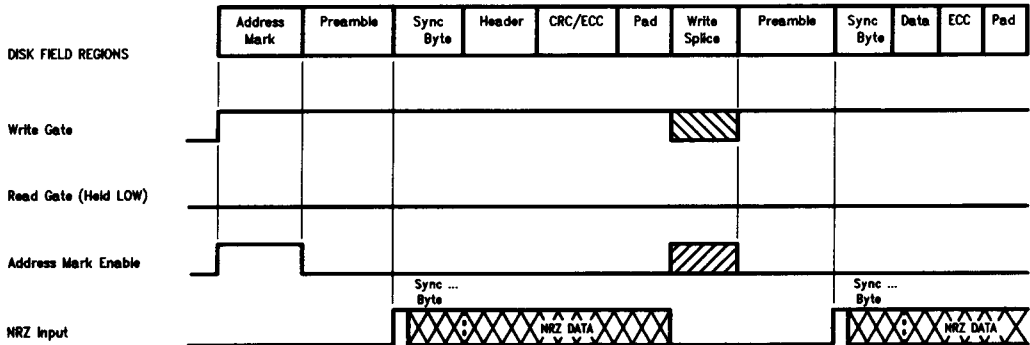 Address Mark Preamble Sync Byte Header CRC/ECC Pad Write Splice Preamble Sync Byte Data ECC Pad
DISK FIELD REGIONS
Write Gate
Read Gate (Held LOW)
Address Mark Enable
Sync ... Byte
Sync ... Byte
NRZ Input
NRZ DATA
NRZ DATA